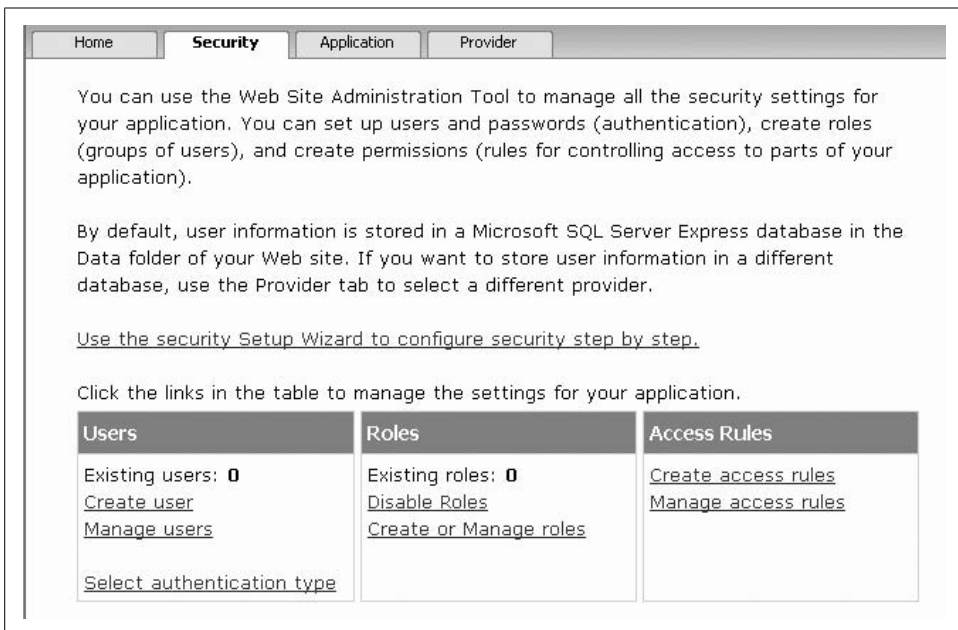 Home Security Application Provider
You can use the Web Site Administration Tool to manage all the security settings for
your application. You can set up users and passwords (authentication), create roles
(groups of users), and create permissions (rules for controlling access to parts of your
application).
By default, user information is stored in a Microsoft SQL Server Express database in the
Data folder of your Web site. If you want to store user information in a different
database, use the Provider tab to select a different provider.
Use the security Setup Wizard to configure security step by step.
Click the links in the table to manage the settings for your application.
Users Roles Access Rules
Existing users: 0 Existing roles: 0 Create access rules
Create user Disable Roles Manage access rules
Manage users Create or Manage roles
Select authentication type